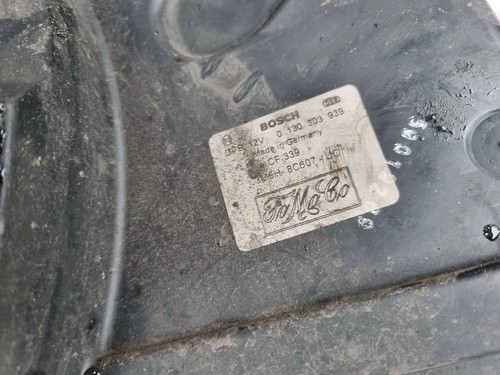 BOSCH
12V 0 130 303 939
Made in Germany
CF 339
8C607
FoMoCo